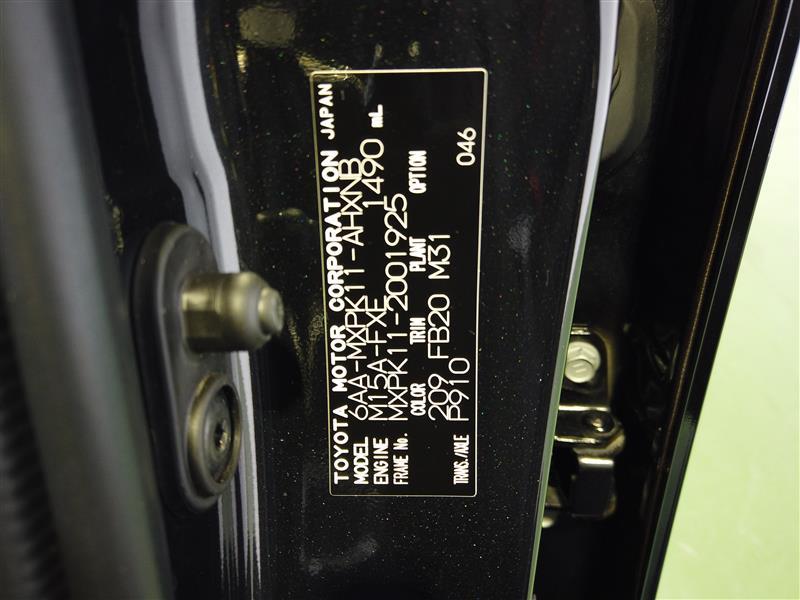 TOYOTA MOTOR CORPORATION JAPAN
MODEL 6AA-MXPK11-AHXNB
ENGINE M15A-FXE 1490 mL
FRAME No. MXPK11-2001925
COLOR TRIM PLANT OPTION
209 FB20 M31 046
TRANS./AXLE P910